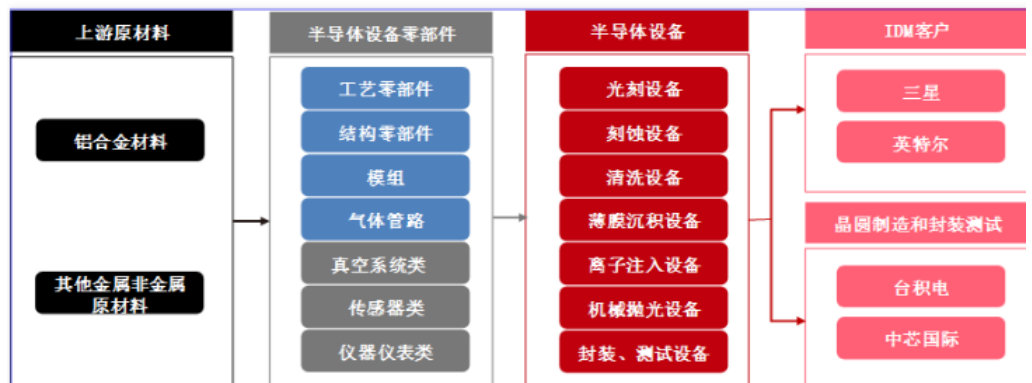 上游原材料
铝合金材料
其他金属非金属
原材料
半导体设备零部件
工艺零部件
结构零部件
模组
气体管路
真空系统类
传感器类
仪器仪表类
半导体设备
光刻设备
刻蚀设备
清洗设备
薄膜沉积设备
离子注入设备
机械抛光设备
封装、测试设备
IDM客户
三星
英特尔
晶圆制造和封装测试
台积电
中芯国际